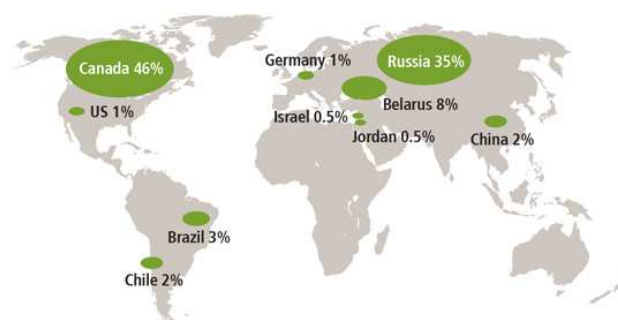 Canada 46%
US 1%
Germany 1%
Russia 35%
Belarus 8%
Israel 0.5%
Jordan 0.5%
China 2%
Brazil 3%
Chile 2%